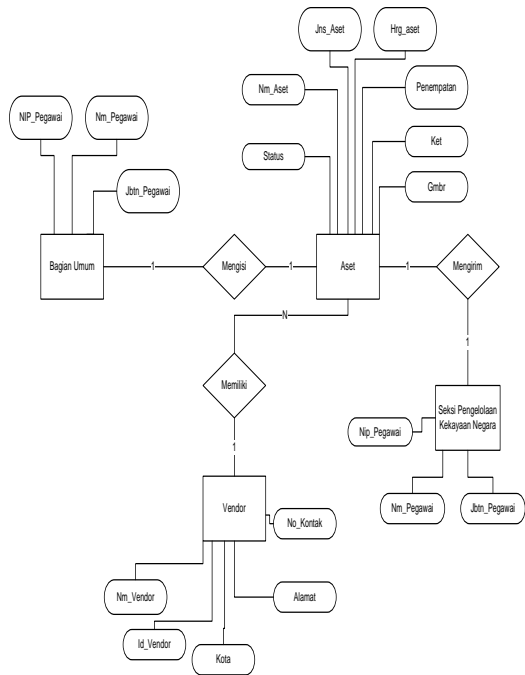 Jns_Aset
Hrg_aset
Nm_Aset
Penempatan
NIP_Pegawai
Nm_Pegawai
Ket
Status
Gmbr
Jbtn_Pegawai
Bagian Umum
1
Mengisi
1
Aset
1
Mengirim
N
1
Memiliki
Seksi Pengelolaan
Kekayaan Negara
Nip_Pegawai
1
Vendor
Nm_Pegawai
Jbtn_Pegawai
No_Kontak
Nm_Vendor
Alamat
Id_Vendor
Kota